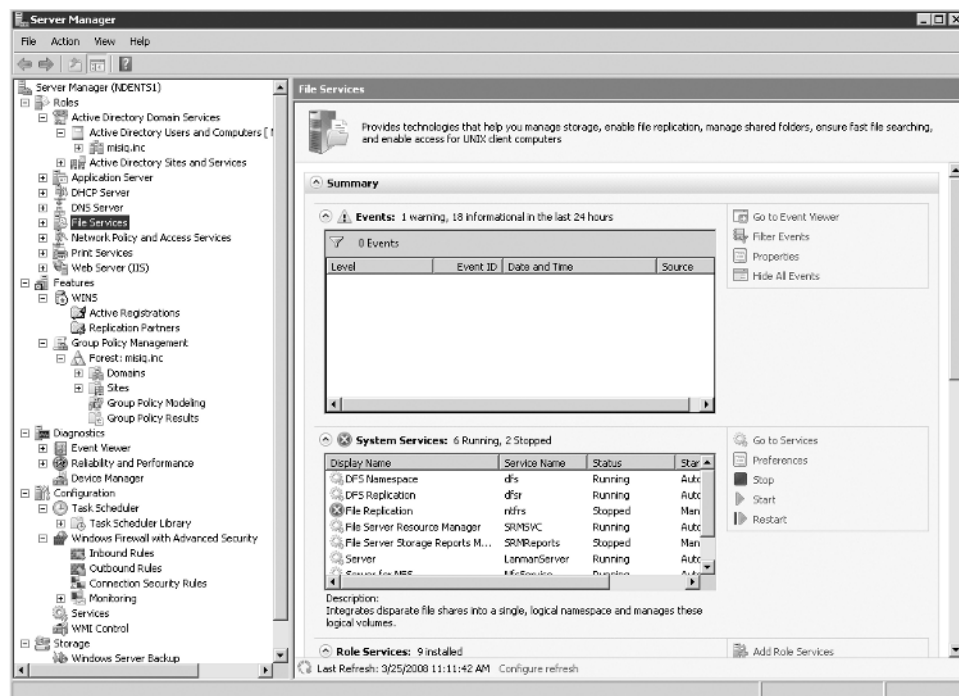 Server Manager
File Action View Help
Server Manager (NDENTS1)
Roles
Active Directory Domain Services
Active Directory Users and Computers [
misiq.inc
Active Directory Sites and Services
Application Server
DHCP Server
DNS Server
File Services
Network Policy and Access Services
Print Services
Web Server (IIS)
Features
WINS
Active Registrations
Replication Partners
Group Policy Management
Forest: misiq.inc
Domains
Sites
Group Policy Modeling
Group Policy Results
Diagnostics
Event Viewer
Reliability and Performance
Device Manager
Configuration
Task Scheduler
Task Scheduler Library
Windows Firewall with Advanced Security
Inbound Rules
Outbound Rules
Connection Security Rules
Monitoring
Services
WMI Control
Storage
Windows Server Backup
File Services
Provides technologies that help you manage storage, enable file replication, manage shared folders, ensure fast file searching,
and enable access for UNIX client computers
Summary
Events: 1 warning, 18 informational in the last 24 hours
0 Events
Level Event ID Date and Time Source
Go to Event Viewer
Filter Events
Properties
Hide All Events
System Services: 6 Running, 2 Stopped
Display Name Service Name Status Star
DFS Namespace dfs Running Autc
DFS Replication dfsr Running Autc
File Replication ntfrs Stopped Man
File Server Resource Manager SRMSVC Running Autc
File Server Storage Reports M... SRMReports Stopped Man
Server LanmanServer Running Autc
Server for NFS NfsService Running Autc
Go to Services
Preferences
Stop
Start
Restart
Description:
Integrates disparate file shares into a single, logical namespace and manages these
logical volumes.
Role Services: 9 installed
Add Role Services
Last Refresh: 3/25/2008 11:11:42 AM Configure refresh